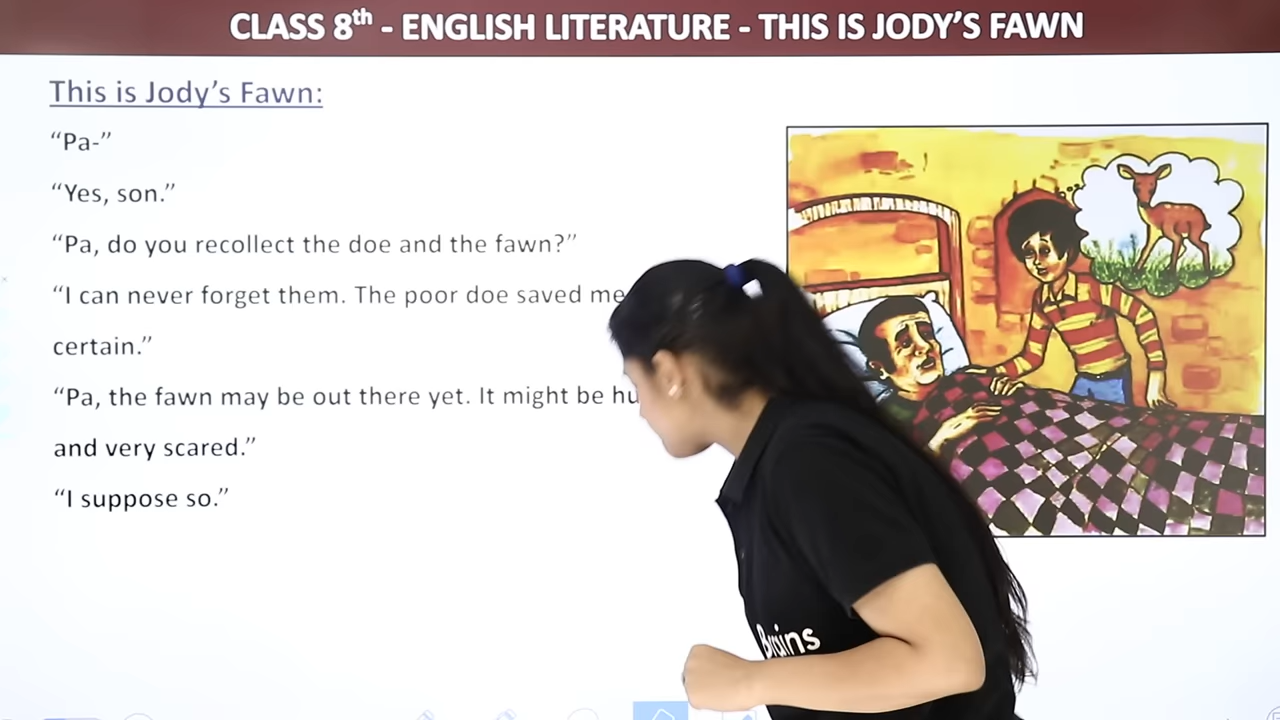 CLASS 8th - ENGLISH LITERATURE - THIS IS JODY'S FAWN
This is Jody's Fawn:
“Pa-”
“Yes, son.”
“Pa, do you recollect the doe and the fawn?”
“I can never forget them. The poor doe saved me
certain.”
“Pa, the fawn may be out there yet. It might be
and very scared.”
“I suppose so.”
Brains